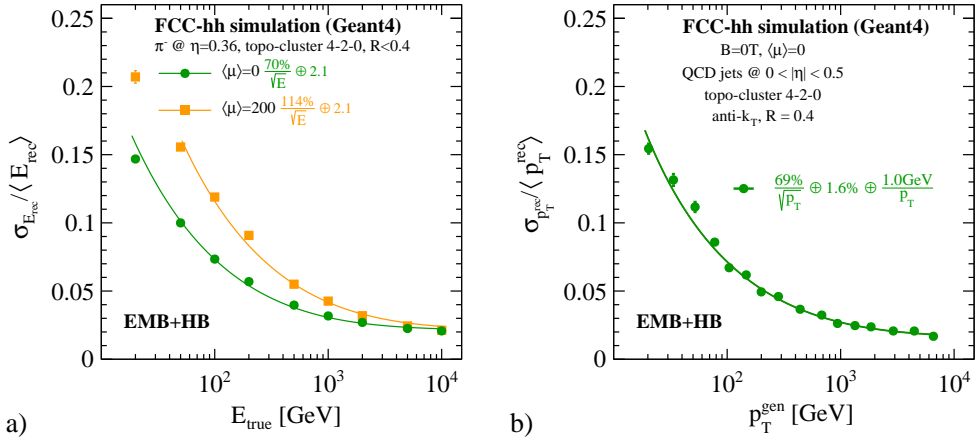 FCC-hh simulation (Geant4)
π⁻ @ η=0.36, topo-cluster 4-2-0, R<0.4
⟨μ⟩=0 70%/√E ⊕ 2.1
⟨μ⟩=200 114%/√E ⊕ 2.1
EMB+HB
σ_{E_rec}/⟨E_rec⟩
0.25
0.2
0.15
0.1
0.05
0
10²
10³
10⁴
E_true [GeV]
a)
FCC-hh simulation (Geant4)
B=0T, ⟨μ⟩=0
QCD jets @ 0 < |η| < 0.5
topo-cluster 4-2-0
anti-k_T, R = 0.4
69%/√p_T ⊕ 1.6% ⊕ 1.0GeV/p_T
EMB+HB
σ_{p_T^rec}/⟨p_T^rec⟩
0.25
0.2
0.15
0.1
0.05
0
10²
10³
10⁴
p_T^gen [GeV]
b)